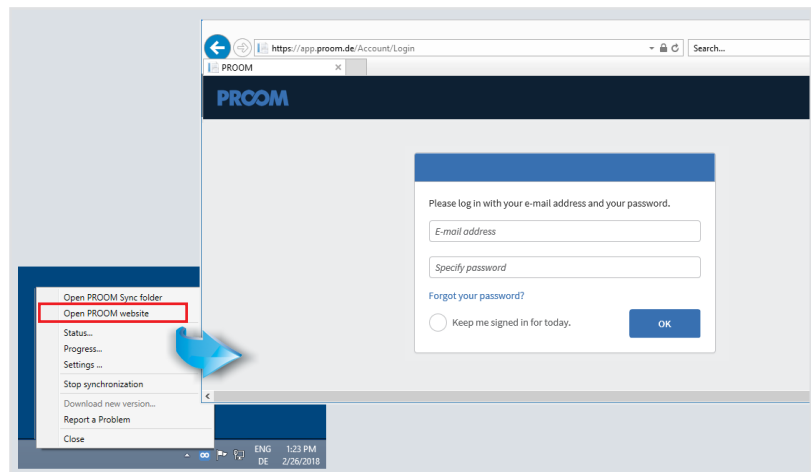 https://app.proom.de/Account/Login
Search...
PROOM
PROOM
Please log in with your e-mail address and your password.
E-mail address
Specify password
Forgot your password?
Keep me signed in for today.
OK
Open PROOM Sync folder
Open PROOM website
Status...
Progress...
Settings ...
Stop synchronization
Download new version...
Report a Problem
Close
ENG 1:23 PM
DE 2/26/2018